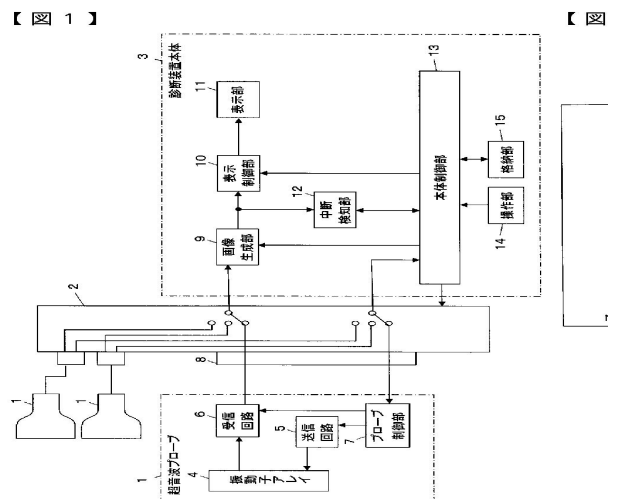 【図1】
【図
3
診断装置本体
11
表示部
10
表示
制御部
12
中断
検知部
9
画像
生成部
13
本体制御部
15
格納部
14
操作部
2
8
1
1
1
超音波プローブ
6
受信
回路
5
送信
回路
4
振動子アレイ
7
プローブ
制御部